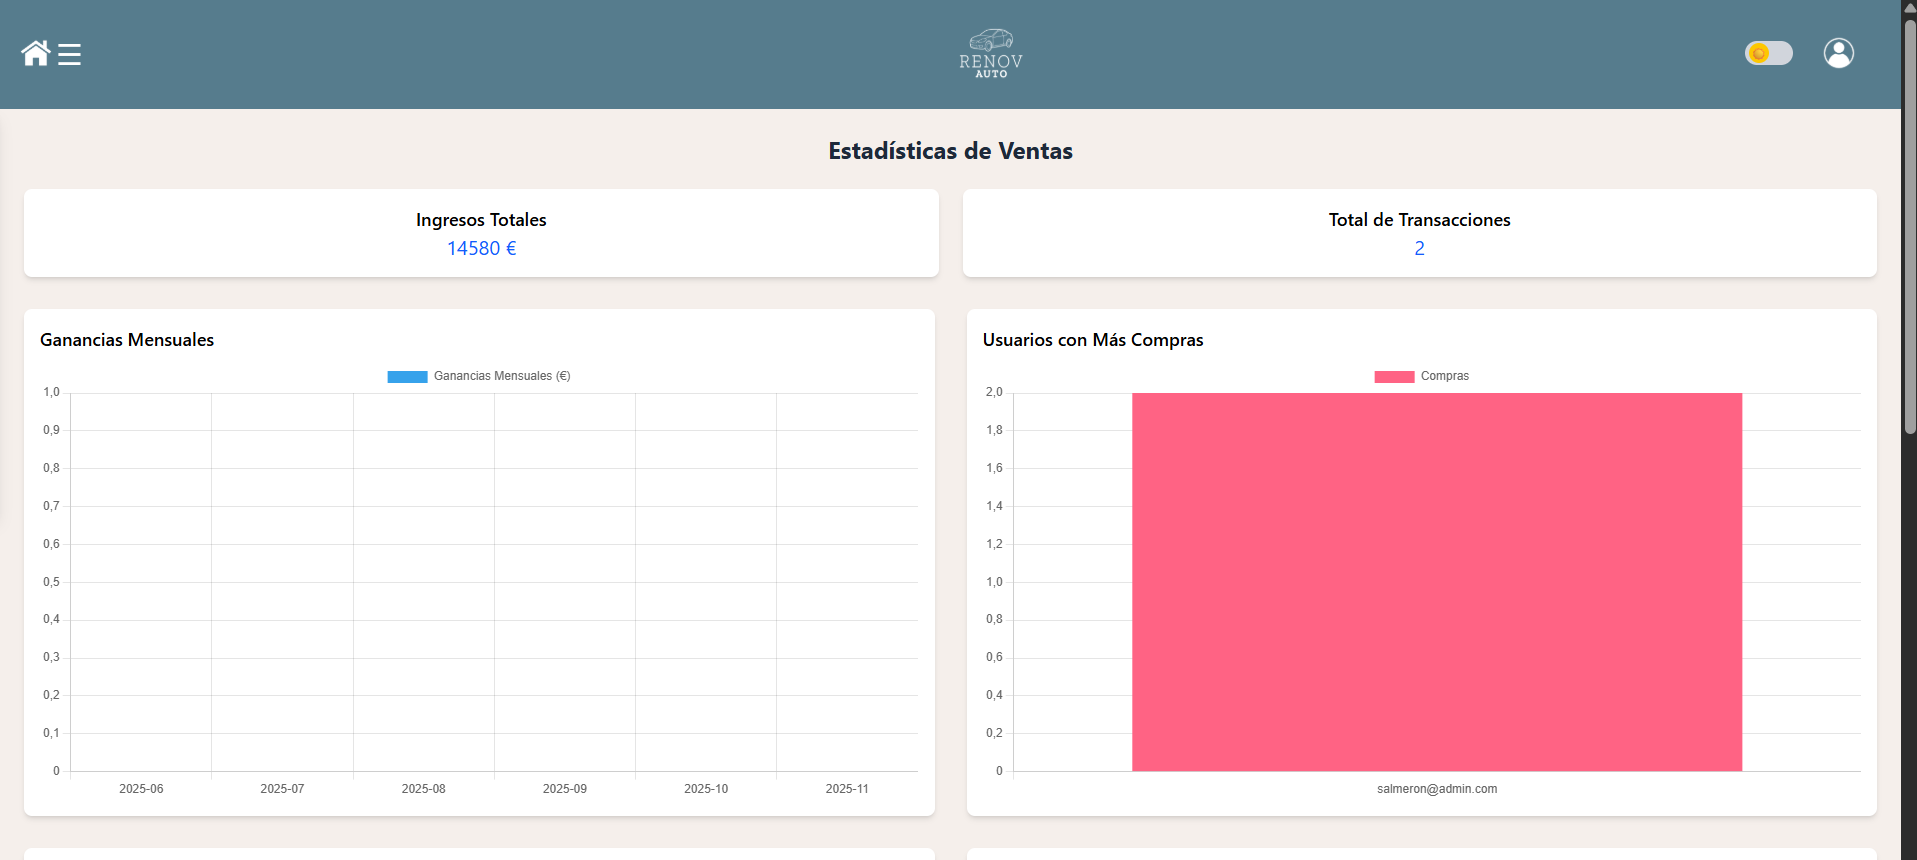 RENOV
AUTO
Estadísticas de Ventas
Ingresos Totales
14580 €
Total de Transacciones
2
Ganancias Mensuales
Ganancias Mensuales (€)
1,0
0,9
0,8
0,7
0,6
0,5
0,4
0,3
0,2
0,1
0
2025-06 2025-07 2025-08 2025-09 2025-10 2025-11
Usuarios con Más Compras
Compras
2,0
1,8
1,6
1,4
1,2
1,0
0,8
0,6
0,4
0,2
0
salmeron@admin.com